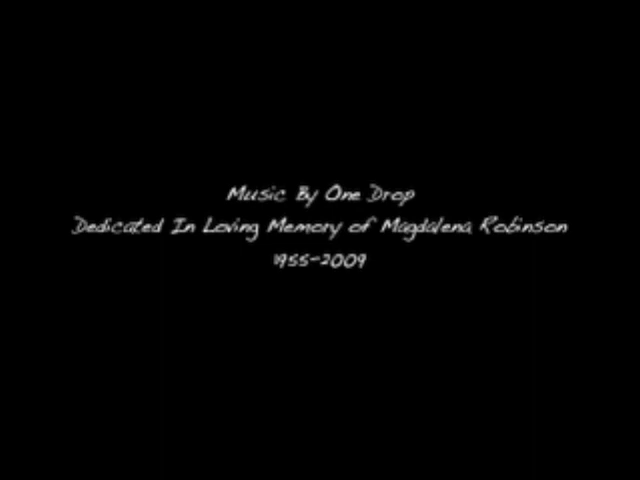 Music By One Drop
Dedicated In Loving Memory of Magdalena Robinson
1955-2009